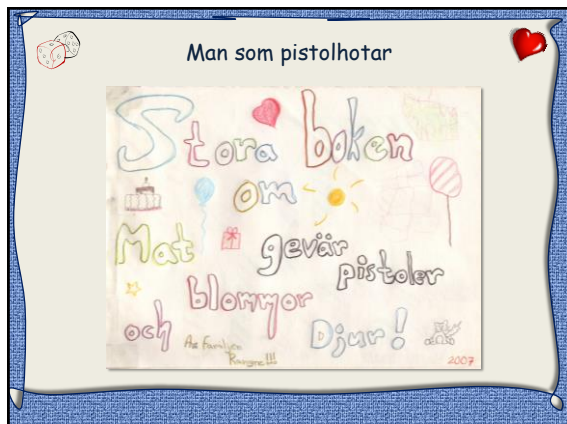 Man som pistolhotar
Stora boken
om
Mat gevär
pistoler
blommor
och Djur!
Av Familjen
2007